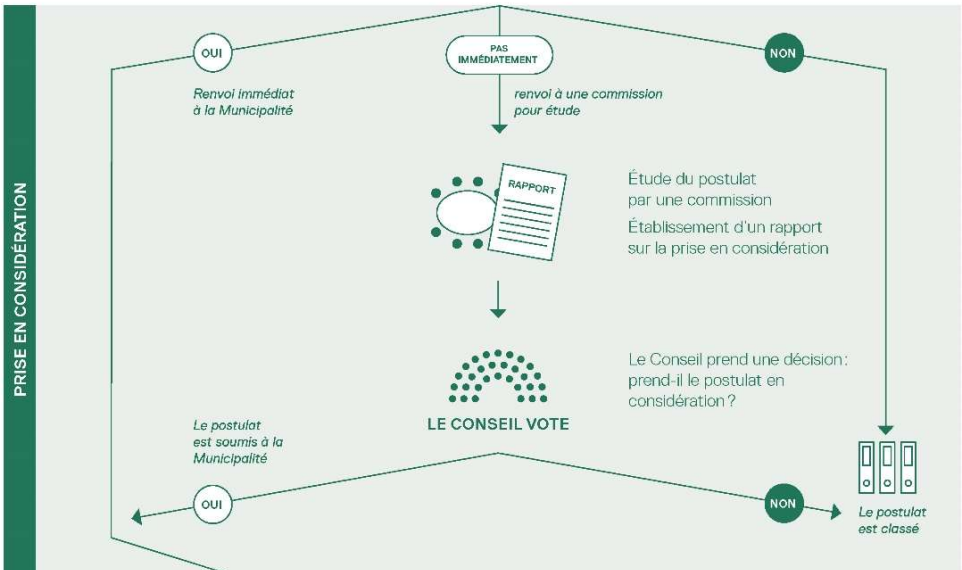 PRISE EN CONSIDÉRATION
OUI
PAS
IMMÉDIATEMENT
NON
Renvoi immédiat
à la Municipalité
renvoi à une commission
pour étude
RAPPORT
Étude du postulat
par une commission
Établissement d'un rapport
sur la prise en considération
Le Conseil prend une décision :
prend-il le postulat en
considération ?
LE CONSEIL VOTE
Le postulat
est soumis à la
Municipalité
OUI
NON
Le postulat
est classé